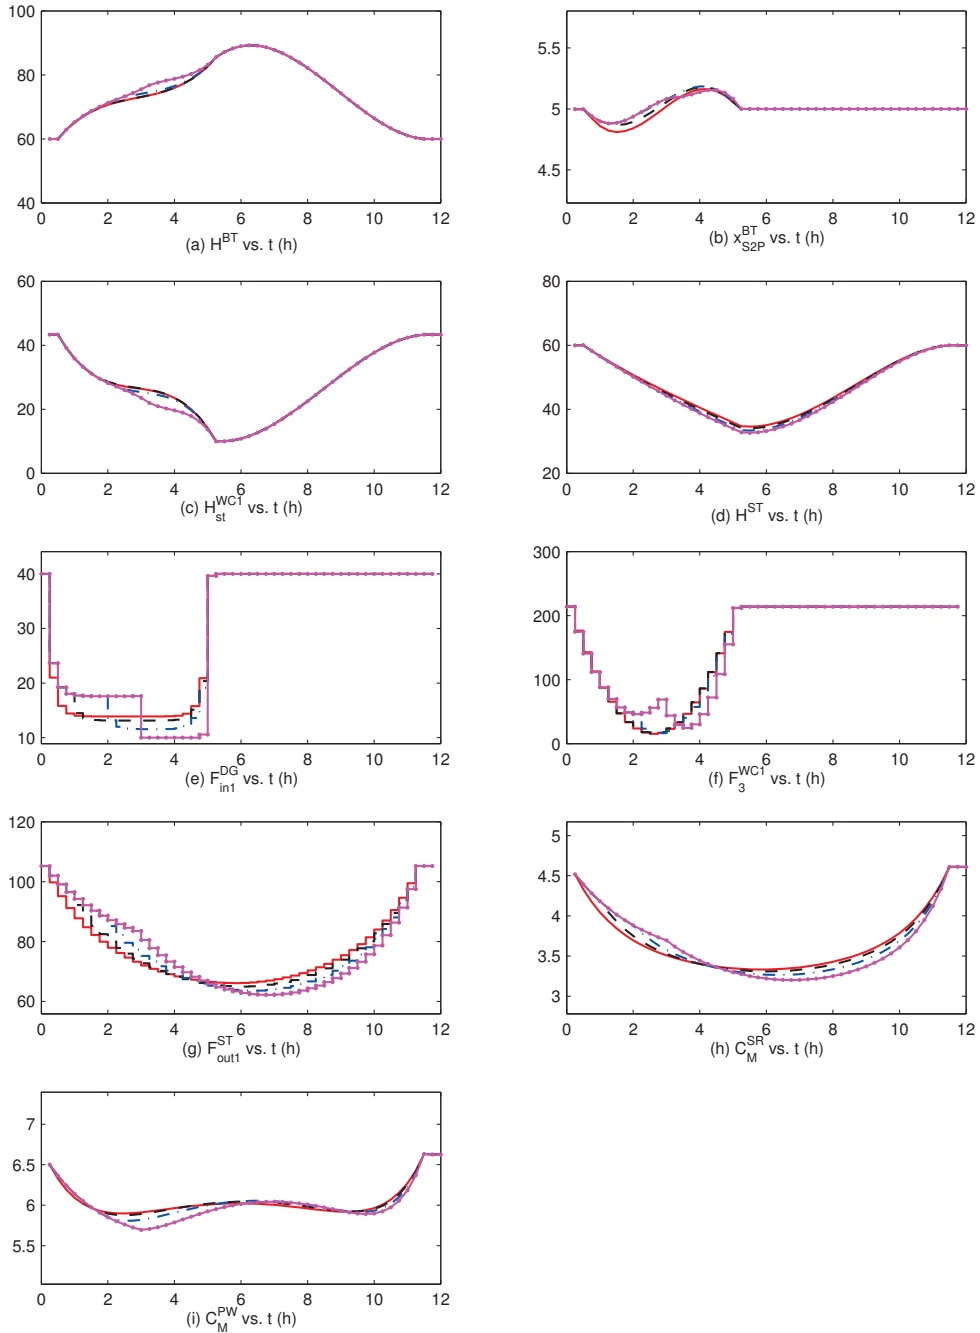 100
80
60
40
0 2 4 6 8 10 12
(a) H^BT vs. t (h)
5.5
5
4.5
0 2 4 6 8 10 12
(b) x^BT_S2P vs. t (h)
60
40
20
0
0 2 4 6 8 10 12
(c) H^WC1_st vs. t (h)
80
60
40
20
0 2 4 6 8 10 12
(d) H^ST vs. t (h)
40
30
20
10
0 2 4 6 8 10 12
(e) F^DG_in1 vs. t (h)
300
200
100
0
0 2 4 6 8 10 12
(f) F^WC1_3 vs. t (h)
120
100
80
60
0 2 4 6 8 10 12
(g) F^ST_out1 vs. t (h)
5
4.5
4
3.5
3
0 2 4 6 8 10 12
(h) C^SR_M vs. t (h)
7
6.5
6
5.5
0 2 4 6 8 10 12
(i) C^PW_M vs. t (h)